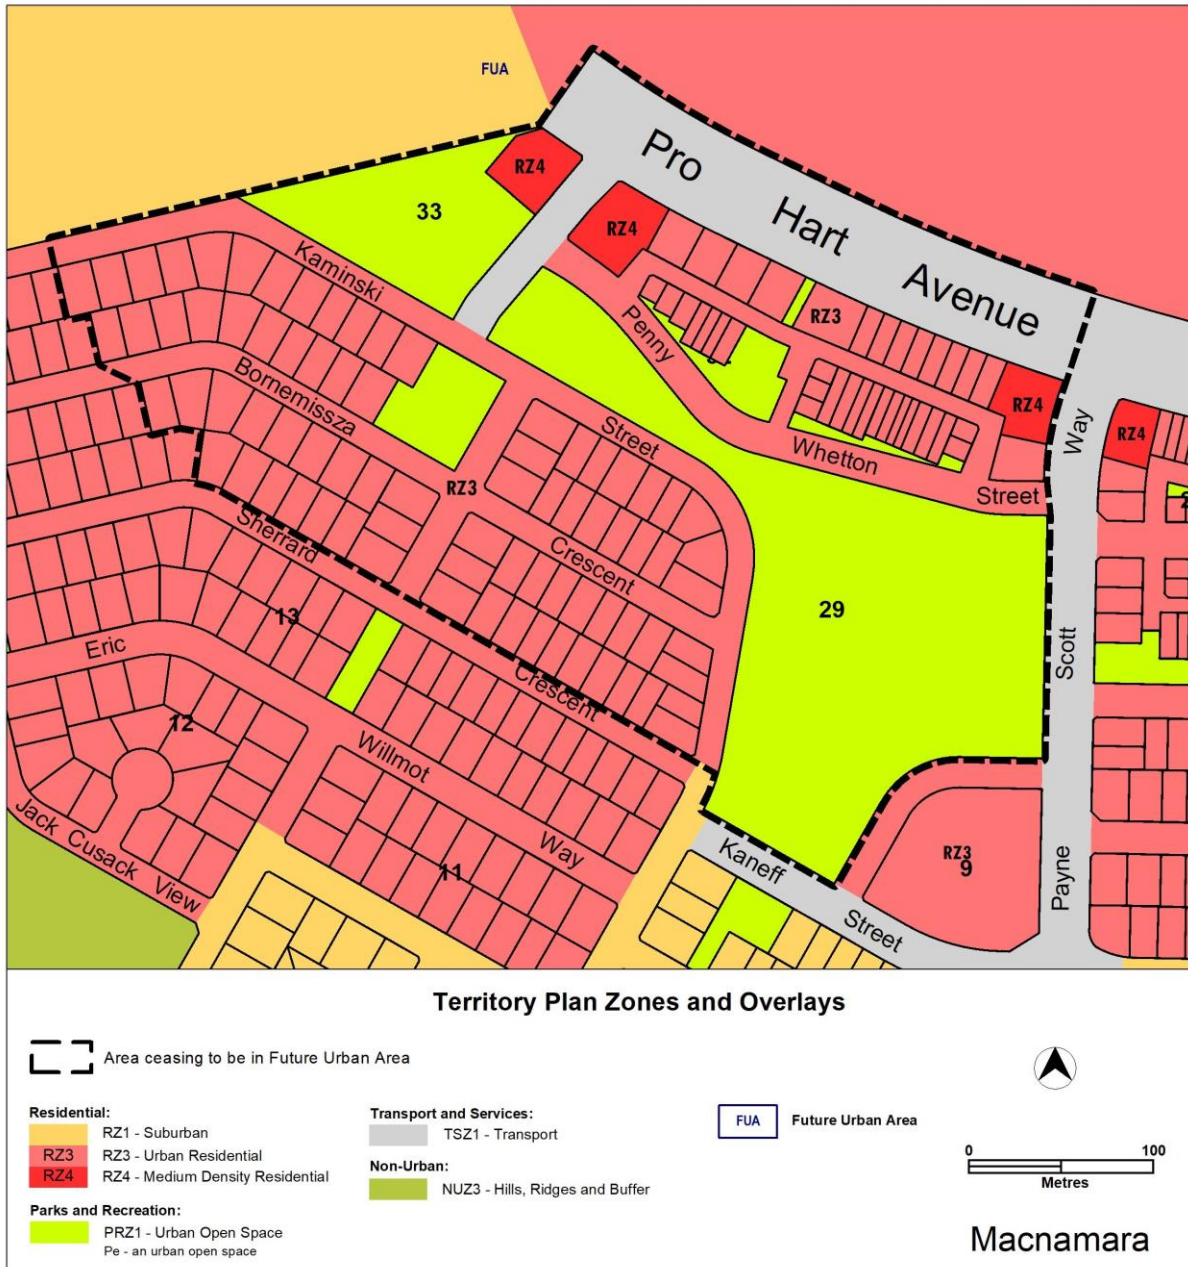 FUA
Pro Hart Avenue
RZ4
33
RZ4
Kaminski
Street
Penny
Whetton
Street
RZ3
RZ4
Way
RZ4
Bornemissza
Crescent
RZ3
Sherrard
Crescent
29
Scott
13
Eric
Willmot
Way
12
Jack Cusack View
11
Kaneff
Street
RZ3
9
Payne
Territory Plan Zones and Overlays
Area ceasing to be in Future Urban Area
Residential:
RZ1 - Suburban
RZ3 RZ3 - Urban Residential
RZ4 RZ4 - Medium Density Residential
Parks and Recreation:
PRZ1 - Urban Open Space
Pe - an urban open space
Transport and Services:
TSZ1 - Transport
Non-Urban:
NUZ3 - Hills, Ridges and Buffer
FUA Future Urban Area
0 100
Metres
Macnamara